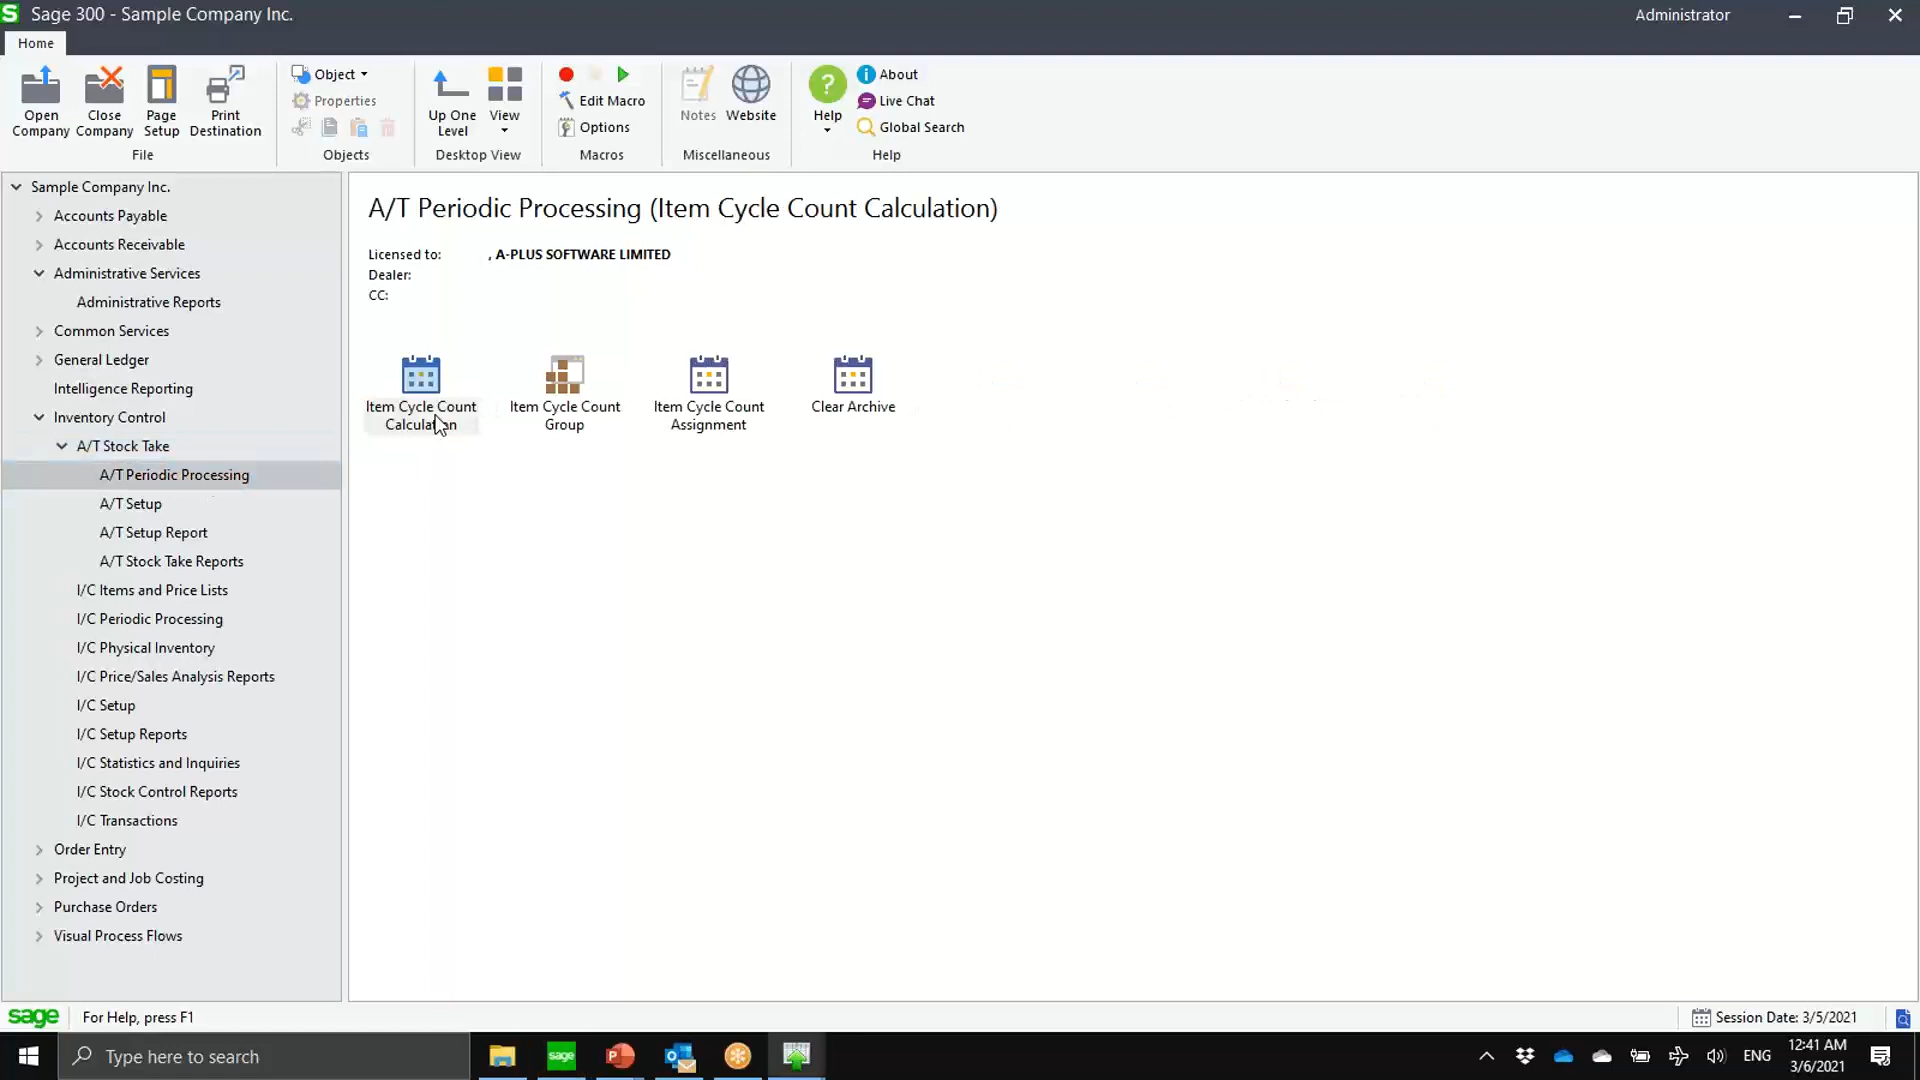 S Sage 300 - Sample Company Inc.
Administrator
Home
Open Company
Close Company
Page Setup
Print Destination
File
Object
Properties
Objects
Up One Level
View
Desktop View
Edit Macro
Options
Macros
Notes
Website
Miscellaneous
Help
About
Live Chat
Global Search
Help
Sample Company Inc.
Accounts Payable
Accounts Receivable
Administrative Services
Administrative Reports
Common Services
General Ledger
Intelligence Reporting
Inventory Control
A/T Stock Take
A/T Periodic Processing
A/T Setup
A/T Setup Report
A/T Stock Take Reports
I/C Items and Price Lists
I/C Periodic Processing
I/C Physical Inventory
I/C Price/Sales Analysis Reports
I/C Setup
I/C Setup Reports
I/C Statistics and Inquiries
I/C Stock Control Reports
I/C Transactions
Order Entry
Project and Job Costing
Purchase Orders
Visual Process Flows
A/T Periodic Processing (Item Cycle Count Calculation)
Licensed to: , A-PLUS SOFTWARE LIMITED
Dealer:
CC:
Item Cycle Count
Calculation
Item Cycle Count
Group
Item Cycle Count
Assignment
Clear Archive
sage For Help, press F1
Session Date: 3/5/2021
Type here to search
sage
ENG
12:41 AM
3/6/2021